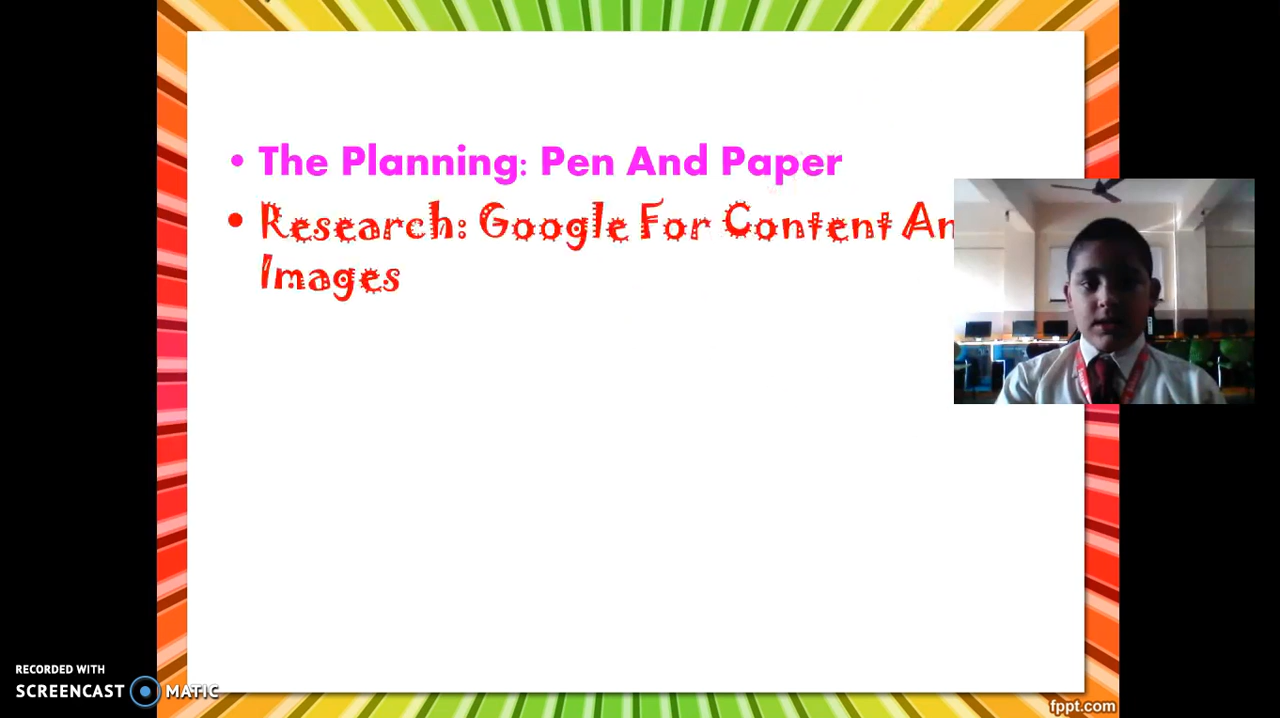 • The Planning: Pen And Paper
• Research: Google For Content An
Images
RECORDED WITH
SCREENCAST MATIC
fppt.com